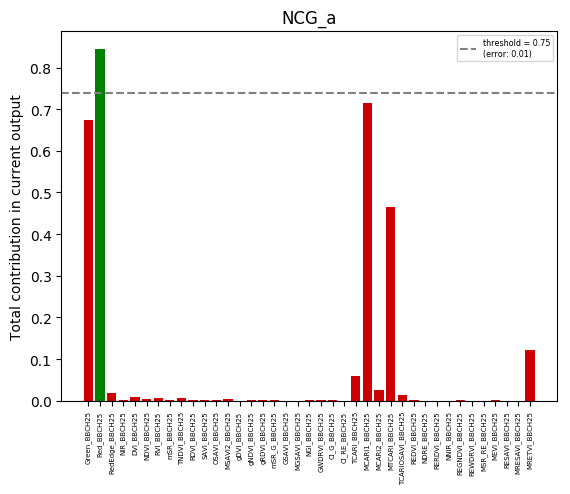 NCG_a
threshold = 0.75
(error: 0.01)
Total contribution in current output
0.8
0.7
0.6
0.5
0.4
0.3
0.2
0.1
0.0
Green_BBCH25
Red_BBCH25
RedEdge_BBCH25
NIR_BBCH25
DVI_BBCH25
NDVI_BBCH25
RVI_BBCH25
mSR_BBCH25
TNDVI_BBCH25
RDVI_BBCH25
SAVI_BBCH25
OSAVI_BBCH25
MSAVI2_BBCH25
gDVI_BBCH25
gNDVI_BBCH25
gRDVI_BBCH25
mSR_G_BBCH25
GSAVI_BBCH25
MGSAVI_BBCH25
NGI_BBCH25
GWDRVI_BBCH25
CI_G_BBCH25
CI_RE_BBCH25
TCARI_BBCH25
MCARI1_BBCH25
MCARI2_BBCH25
MTCARI_BBCH25
TCARIOSAVI_BBCH25
REDVI_BBCH25
NDRE_BBCH25
RERDVI_BBCH25
NNIR_BBCH25
REGNDVI_BBCH25
REWDRVI_BBCH25
MSR_RE_BBCH25
MEVI_BBCH25
RESAVI_BBCH25
MRESAVI_BBCH25
MRETVI_BBCH25